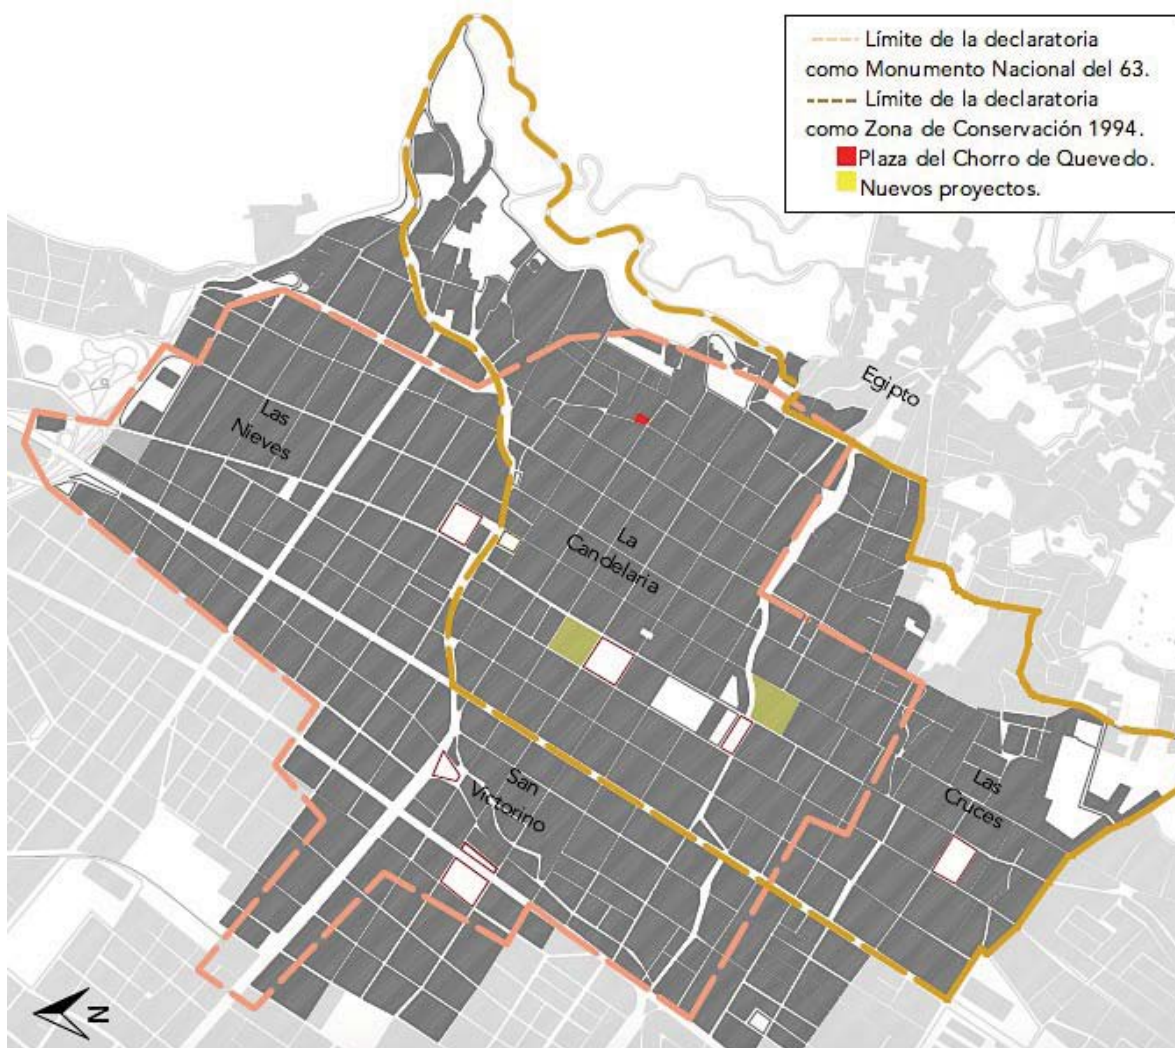 Límite de la declaratoria
como Monumento Nacional del 63.
Límite de la declaratoria
como Zona de Conservación 1994.
Plaza del Chorro de Quevedo.
Nuevos proyectos.
Egipto
Las
Nieves
La
Candelaria
San
Victorino
Las
Cruces
N